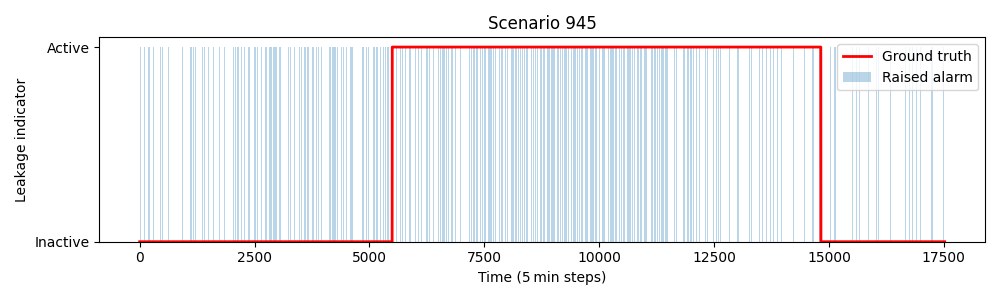 Scenario 945
Active
Inactive
Leakage indicator
Ground truth
Raised alarm
0
2500
5000
7500
10000
12500
15000
17500
Time (5 min steps)